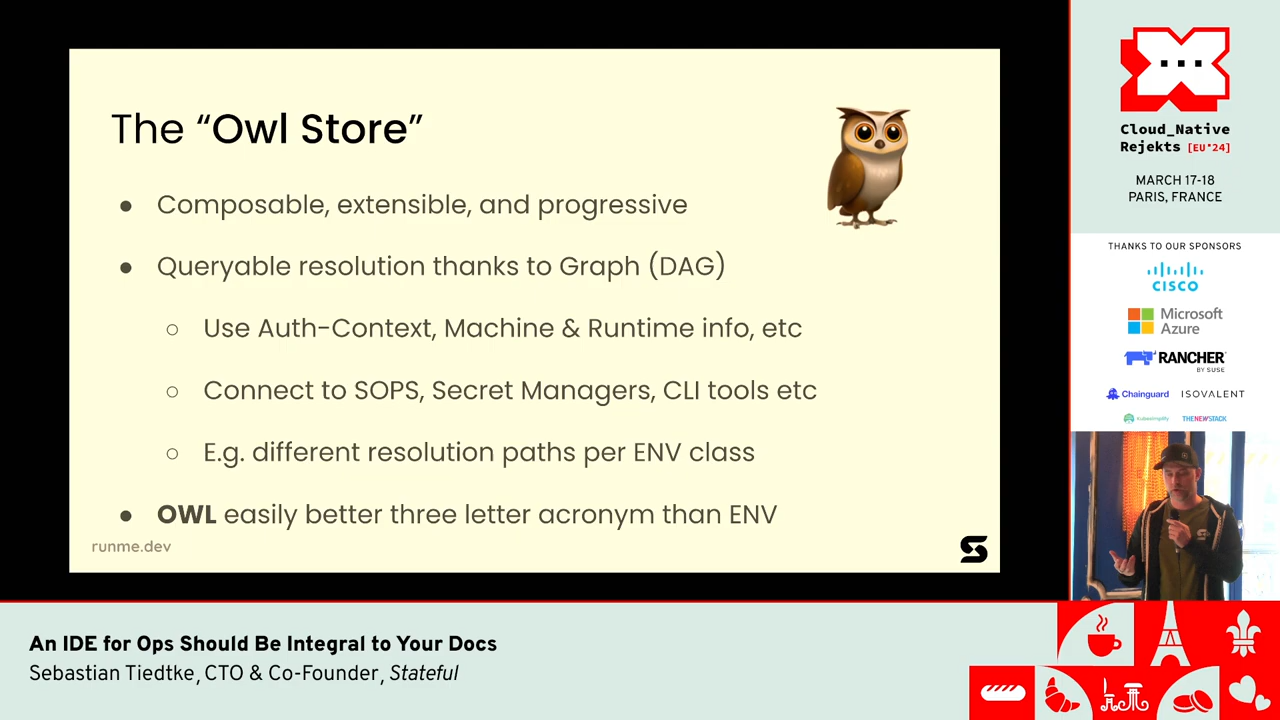 The “Owl Store”
● Composable, extensible, and progressive
● Queryable resolution thanks to Graph (DAG)
○ Use Auth-Context, Machine & Runtime info, etc
○ Connect to SOPS, Secret Managers, CLI tools etc
○ E.g. different resolution paths per ENV class
● OWL easily better three letter acronym than ENV
runme.dev
Cloud_Native
Rejekts [EU*24]
MARCH 17-18
PARIS, FRANCE
THANKS TO OUR SPONSORS
CISCO
Microsoft
Azure
RANCHER
BY SUSE
Chainguard
ISOVALENT
kubesimplify
THENEWSTACK
An IDE for Ops Should Be Integral to Your Docs
Sebastian Tiedtke, CTO & Co-Founder, Stateful